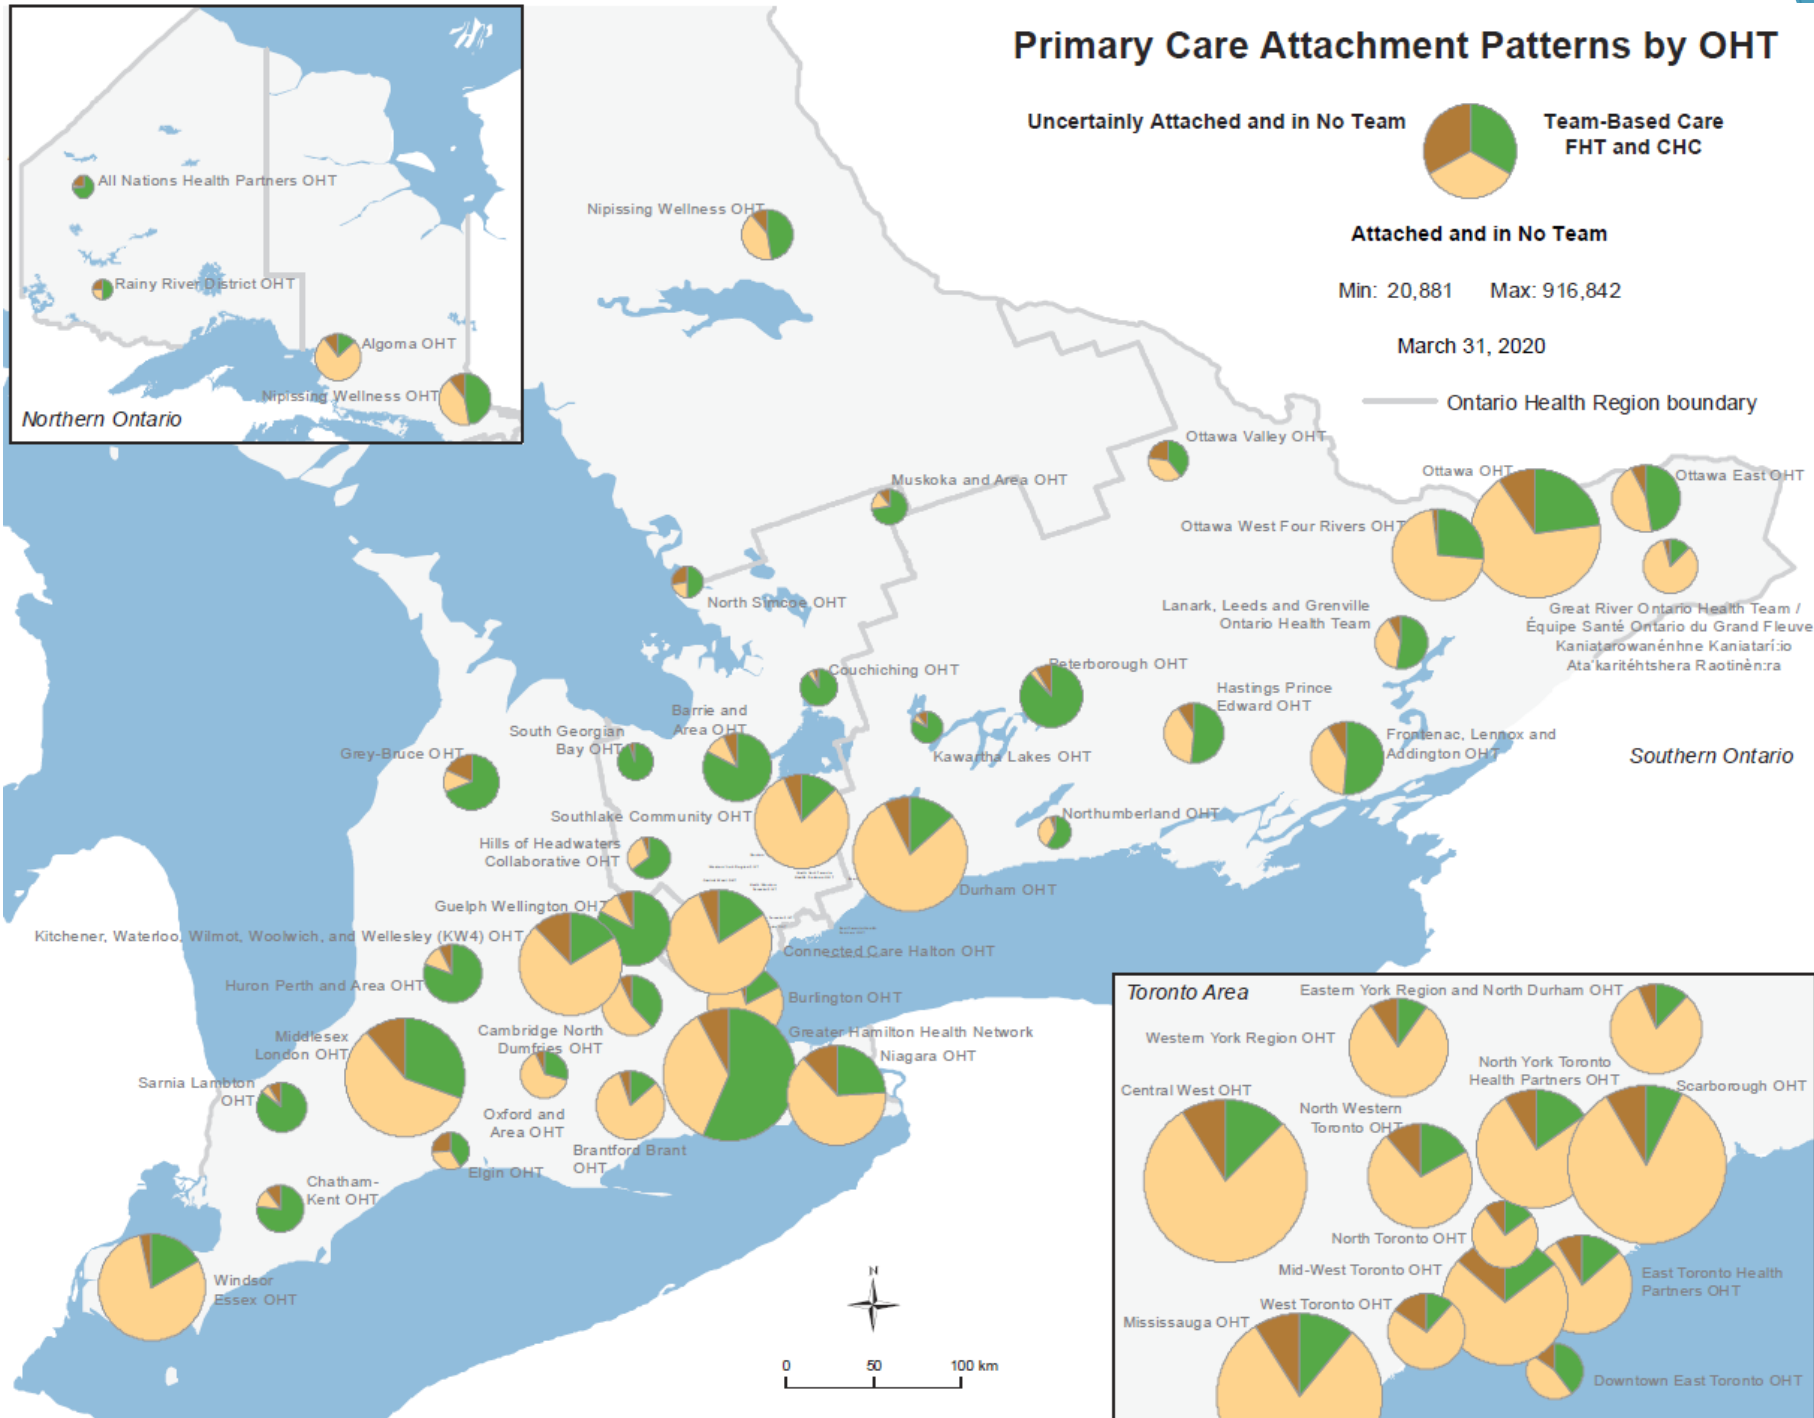 Primary Care Attachment Patterns by OHT
Uncertainly Attached and in No Team
Team-Based Care
FHT and CHC
Attached and in No Team
Min: 20,881 Max: 916,842
March 31, 2020
Ontario Health Region boundary
All Nations Health Partners OHT
Rainy River District OHT
Algoma OHT
Nipissing Wellness OHT
Northern Ontario
Nipissing Wellness OHT
Ottawa Valley OHT
Muskoka and Area OHT
Ottawa OHT
Ottawa East OHT
Ottawa West Four Rivers OHT
North Simcoe OHT
Lanark, Leeds and Grenville
Ontario Health Team
Great River Ontario Health Team /
Équipe Santé Ontario du Grand Fleuve
Kaniatarowanénhne Kaniatarí:io
Ata'karitéhtshera Raotinèn:ra
Couchiching OHT
Peterborough OHT
Hastings Prince
Edward OHT
Barrie and
Area OHT
South Georgian
Bay OHT
Grey-Bruce OHT
Kawartha Lakes OHT
Frontenac, Lennox and
Addington OHT
Southern Ontario
Southlake Community OHT
Northumberland OHT
Hills of Headwaters
Collaborative OHT
Durham OHT
Guelph Wellington OHT
Kitchener, Waterloo, Wilmot, Woolwich, and Wellesley (KW4) OHT
Connected Care Halton OHT
Huron Perth and Area OHT
Burlington OHT
Cambridge North
Dumfries OHT
Greater Hamilton Health Network
Niagara OHT
Middlesex
London OHT
Sarnia Lambton
OHT
Oxford and
Area OHT
Brantford Brant
OHT
Elgin OHT
Chatham-
Kent OHT
Windsor
Essex OHT
N
0 50 100 km
Toronto Area
Eastern York Region and North Durham OHT
Western York Region OHT
North York Toronto
Health Partners OHT
Scarborough OHT
Central West OHT
North Western
Toronto OHT
North Toronto OHT
Mid-West Toronto OHT
East Toronto Health
Partners OHT
West Toronto OHT
Mississauga OHT
Downtown East Toronto OHT